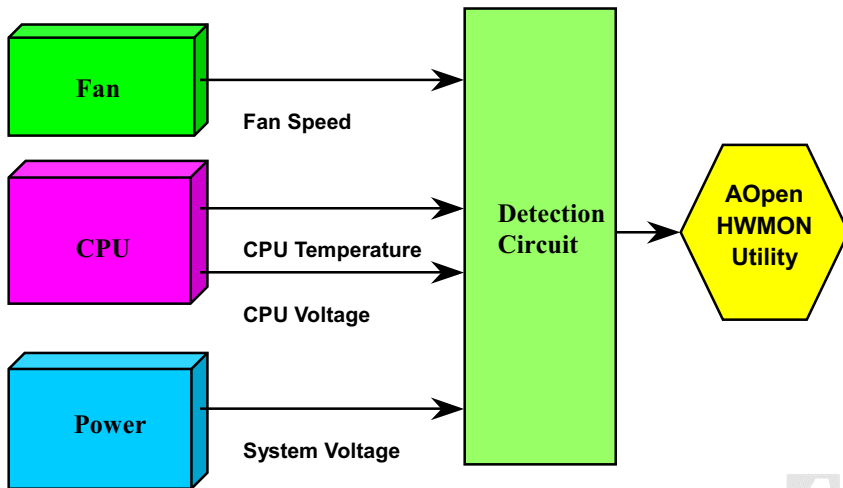 Fan
Fan Speed
CPU
CPU Temperature
CPU Voltage
Power
System Voltage
Detection
Circuit
AOpen
HWMON
Utility